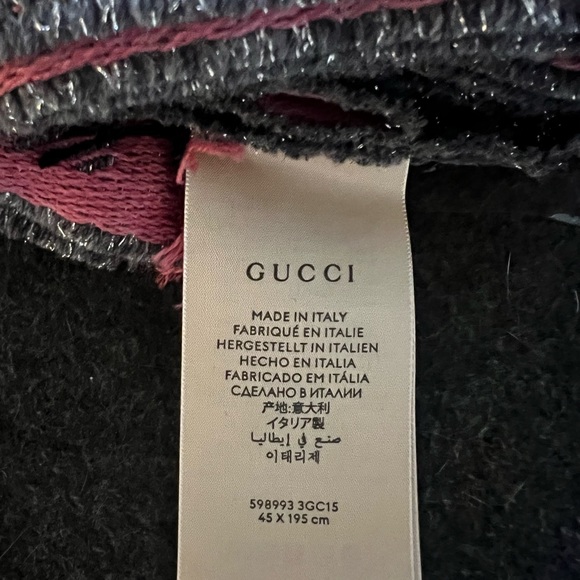 GUCCI
MADE IN ITALY
FABRIQUÉ EN ITALIE
HERGESTELLT IN ITALIEN
HECHO EN ITALIA
FABRICADO EM ITÁLIA
СДЕЛАНО В ИТАЛИИ
产地:意大利
イタリア製
صنع في إيطاليا
이태리제
598993 3GC15
45 X 195 cm